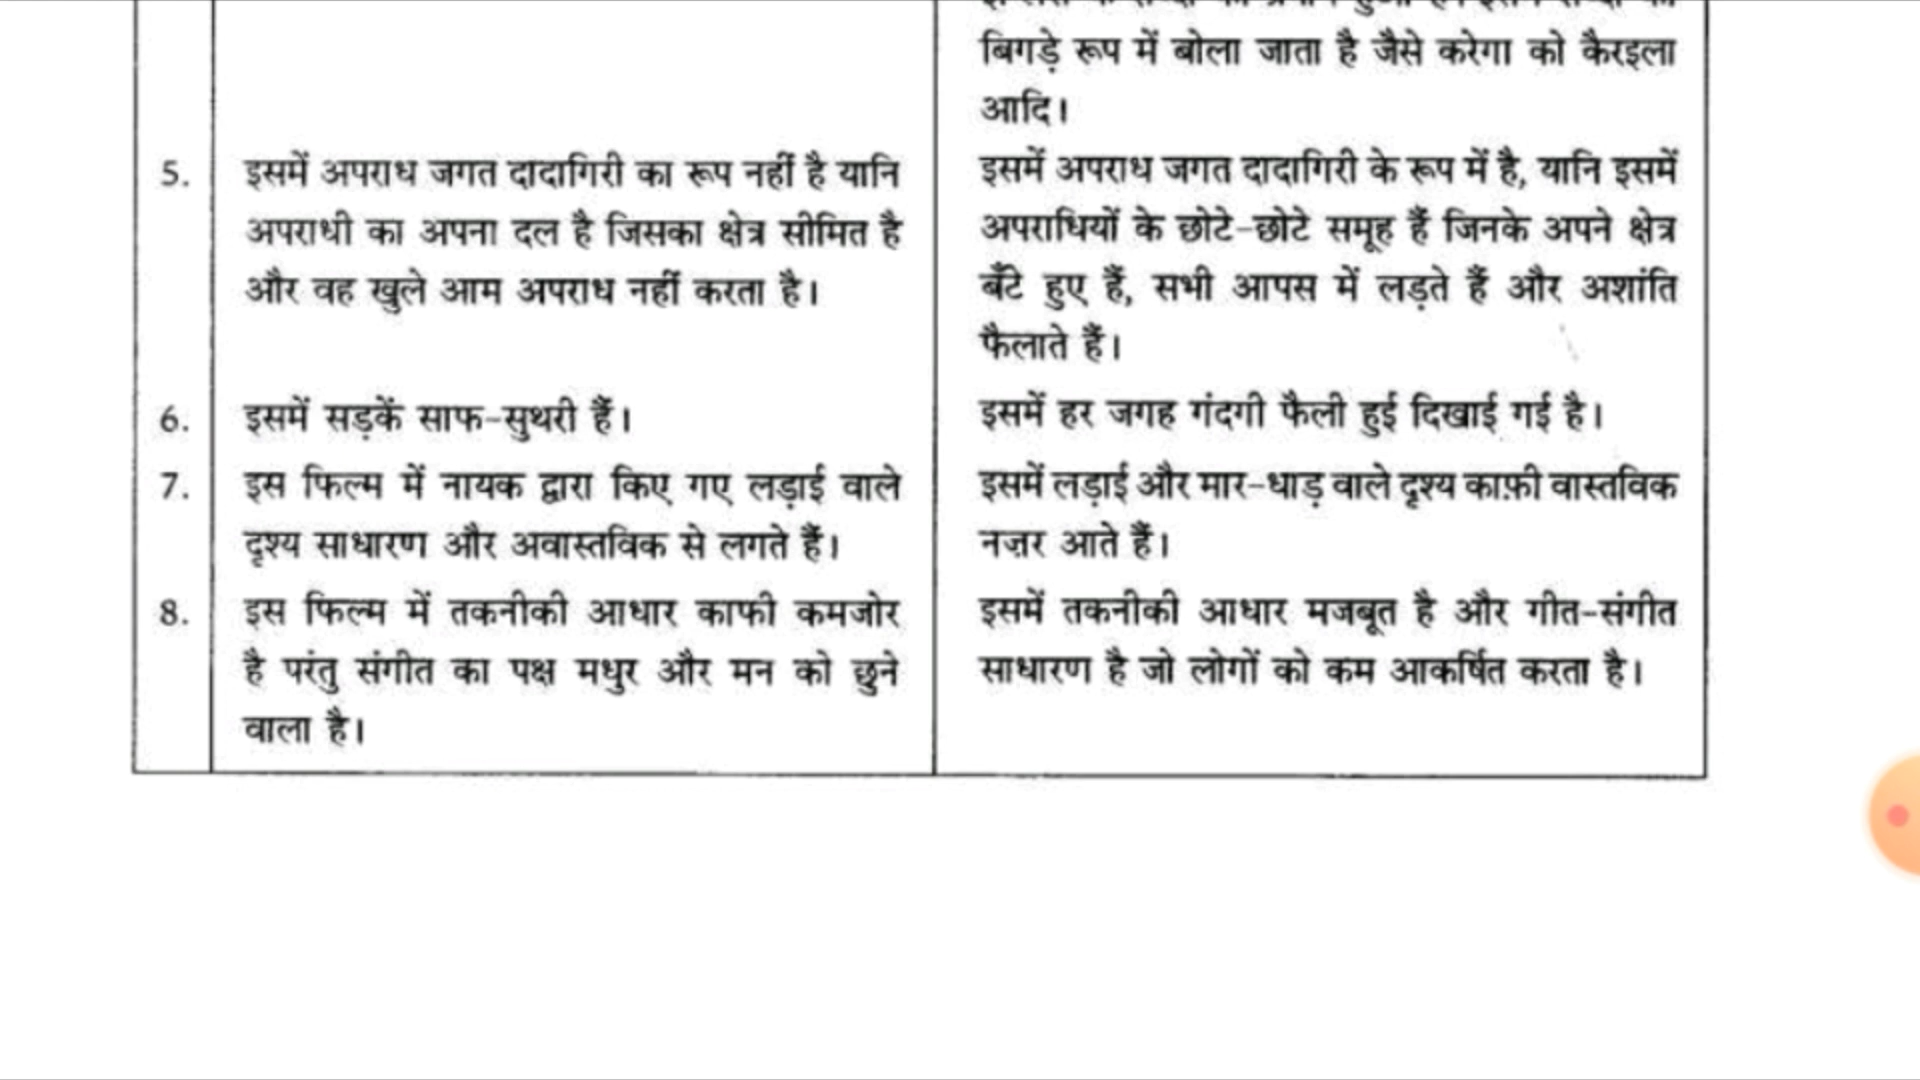 बिगड़े रूप में बोला जाता है जैसे करेगा को कैरइला
आदि।
5. इसमें अपराध जगत दादागिरी का रूप नहीं है यानि
अपराधी का अपना दल है जिसका क्षेत्र सीमित है
और वह खुले आम अपराध नहीं करता है।
इसमें अपराध जगत दादागिरी के रूप में है, यानि इसमें
अपराधियों के छोटे-छोटे समूह हैं जिनके अपने क्षेत्र
बँटे हुए हैं, सभी आपस में लड़ते हैं और अशांति
फैलाते हैं।
6. इसमें सड़कें साफ-सुथरी हैं।
इसमें हर जगह गंदगी फैली हुई दिखाई गई है।
7. इस फिल्म में नायक द्वारा किए गए लड़ाई वाले
दृश्य साधारण और अवास्तविक से लगते हैं।
इसमें लड़ाई और मार-धाड़ वाले दृश्य काफ़ी वास्तविक
नज़र आते हैं।
8. इस फिल्म में तकनीकी आधार काफी कमजोर
है परंतु संगीत का पक्ष मधुर और मन को छुने
वाला है।
इसमें तकनीकी आधार मजबूत है और गीत-संगीत
साधारण है जो लोगों को कम आकर्षित करता है।